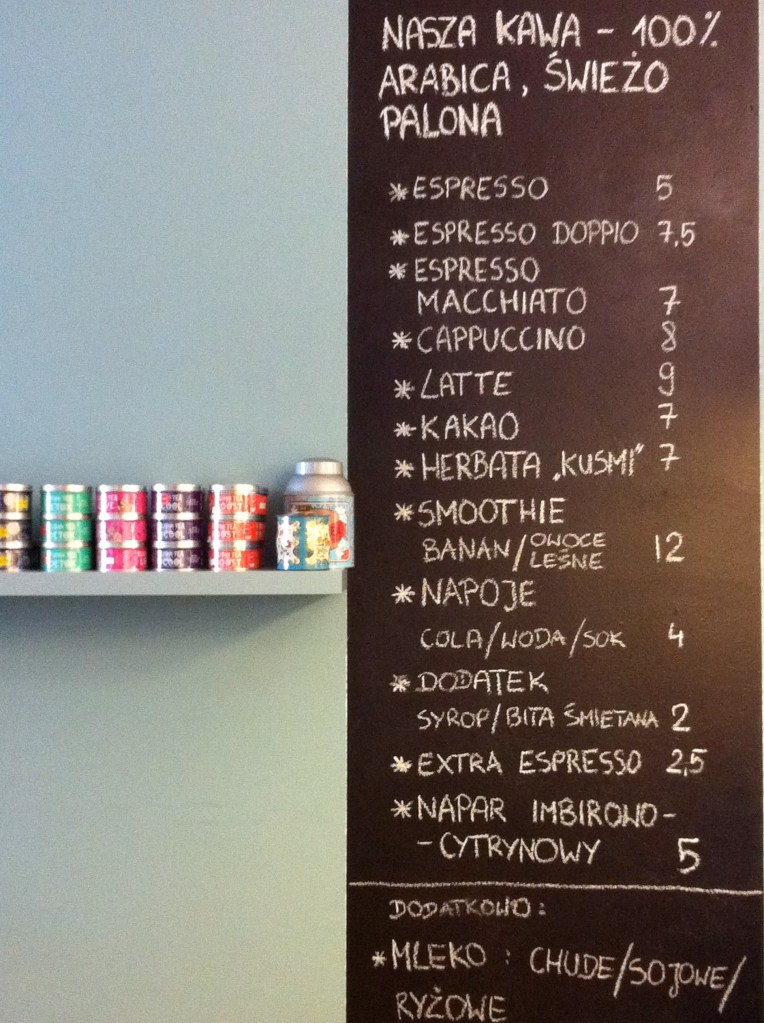 NASZA KAWA - 100%
ARABICA, ŚWIEŻO
PALONA
* ESPRESSO 5
* ESPRESSO DOPPIO 7,5
* ESPRESSO
MACCHIATO 7
* CAPPUCCINO 8
* LATTE 9
* KAKAO 7
* HERBATA „KUSMI" 7
* SMOOTHIE
BANAN/OWOCE LEŚNE 12
* NAPOJE
COLA/WODA/SOK 4
* DODATEK
SYROP/BITA ŚMIETANA 2
* EXTRA ESPRESSO 2,5
* NAPAR IMBIROWO-
-CYTRYNOWY 5
DODATKOWO:
* MLEKO : CHUDE/SOJOWE/
RYŻOWE